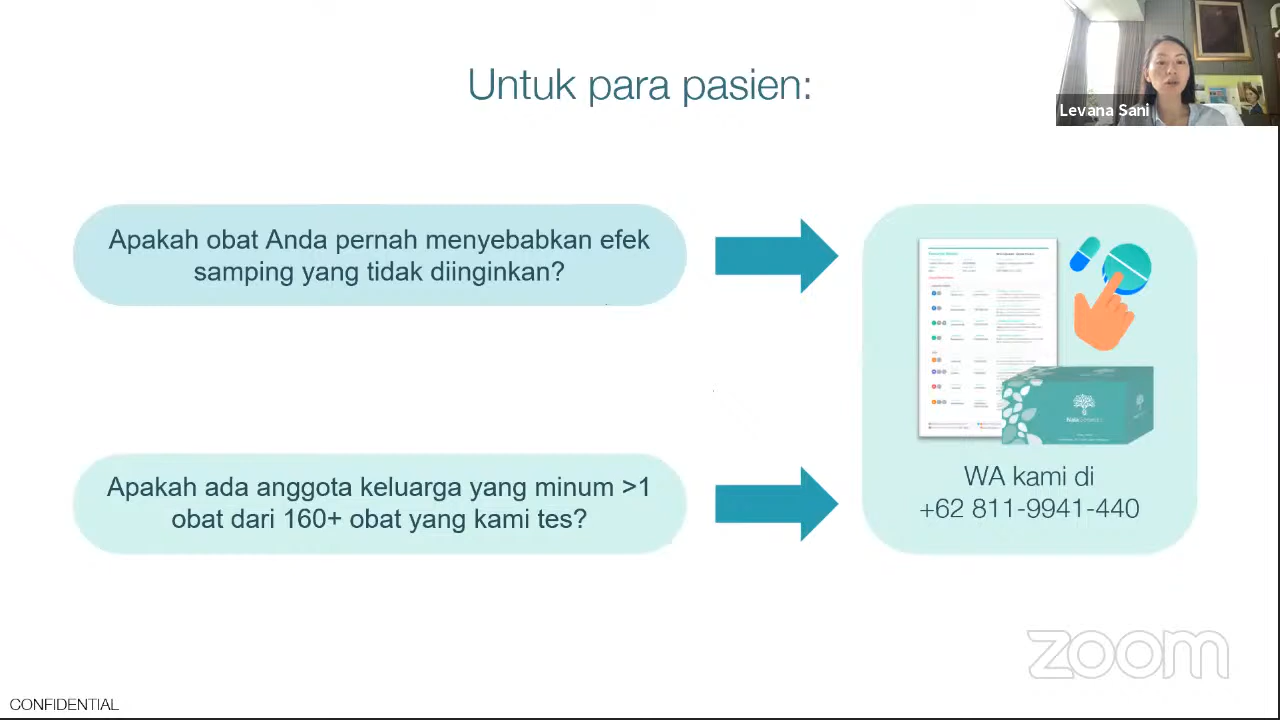 Untuk para pasien:
Levana Sani
Apakah obat Anda pernah menyebabkan efek
samping yang tidak diinginkan?
Apakah ada anggota keluarga yang minum >1
obat dari 160+ obat yang kami tes?
WA kami di
+62 811-9941-440
zoom
CONFIDENTIAL